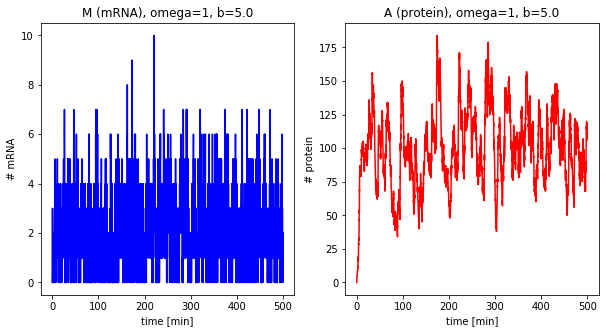 M (mRNA), omega=1, b=5.0
# mRNA
10
8
6
4
2
0
0 100 200 300 400 500
time [min]
A (protein), omega=1, b=5.0
# protein
175
150
125
100
75
50
25
0
0 100 200 300 400 500
time [min]